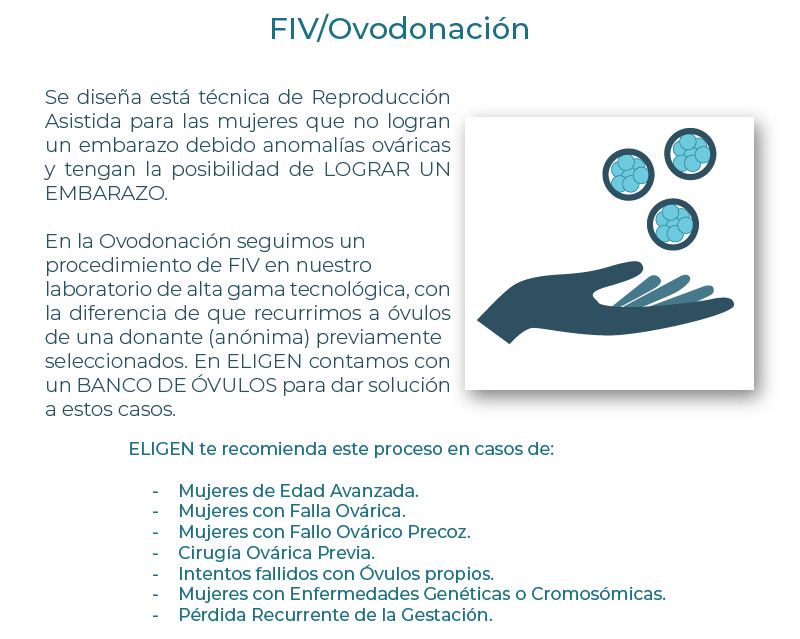 FIV/Ovodonación
Se diseña está técnica de Reproducción
Asistida para las mujeres que no logran
un embarazo debido anomalías ováricas
y tengan la posibilidad de LOGRAR UN
EMBARAZO.
En la Ovodonación seguimos un
procedimiento de FIV en nuestro
laboratorio de alta gama tecnológica, con
la diferencia de que recurrimos a óvulos
de una donante (anónima) previamente
seleccionados. En ELIGEN contamos con
un BANCO DE ÓVULOS para dar solución
a estos casos.
ELIGEN te recomienda este proceso en casos de:
- Mujeres de Edad Avanzada.
- Mujeres con Falla Ovárica.
- Mujeres con Fallo Ovárico Precoz.
- Cirugía Ovárica Previa.
- Intentos fallidos con Óvulos propios.
- Mujeres con Enfermedades Genéticas o Cromosómicas.
- Pérdida Recurrente de la Gestación.